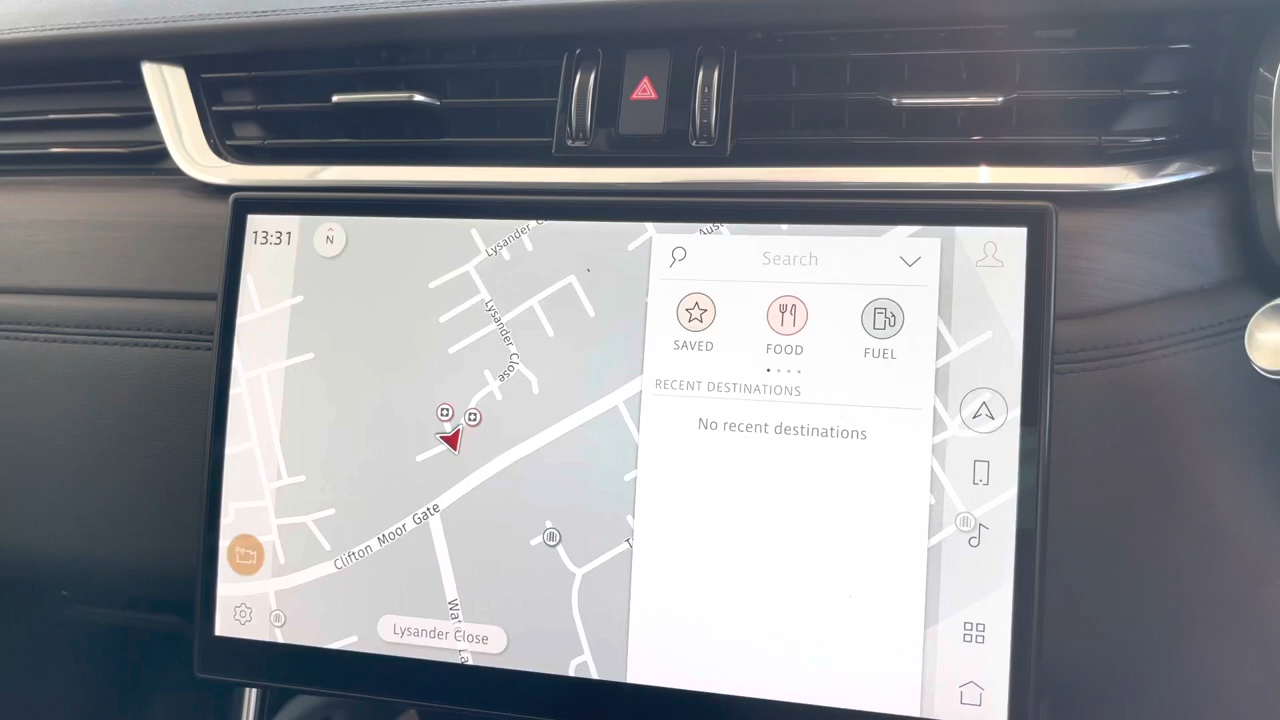 13:31
N
Lysander
Lysander Close
Search
SAVED
FOOD
FUEL
RECENT DESTINATIONS
No recent destinations
Clifton Moor Gate
Lysander Close